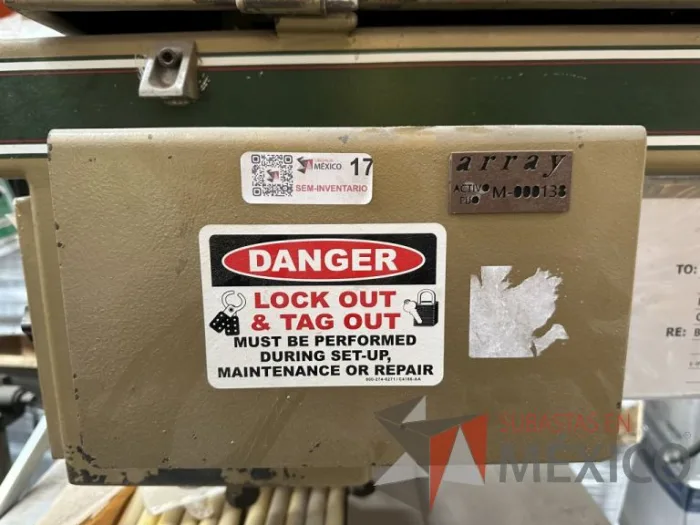 MÉXICO 17
SEM-INVENTARIO
array
ACTIVO
FIJO M-000138
DANGER
LOCK OUT
& TAG OUT
MUST BE PERFORMED
DURING SET-UP,
MAINTENANCE OR REPAIR
TO:
RE:
SUBASTAS EN
MÉXICO